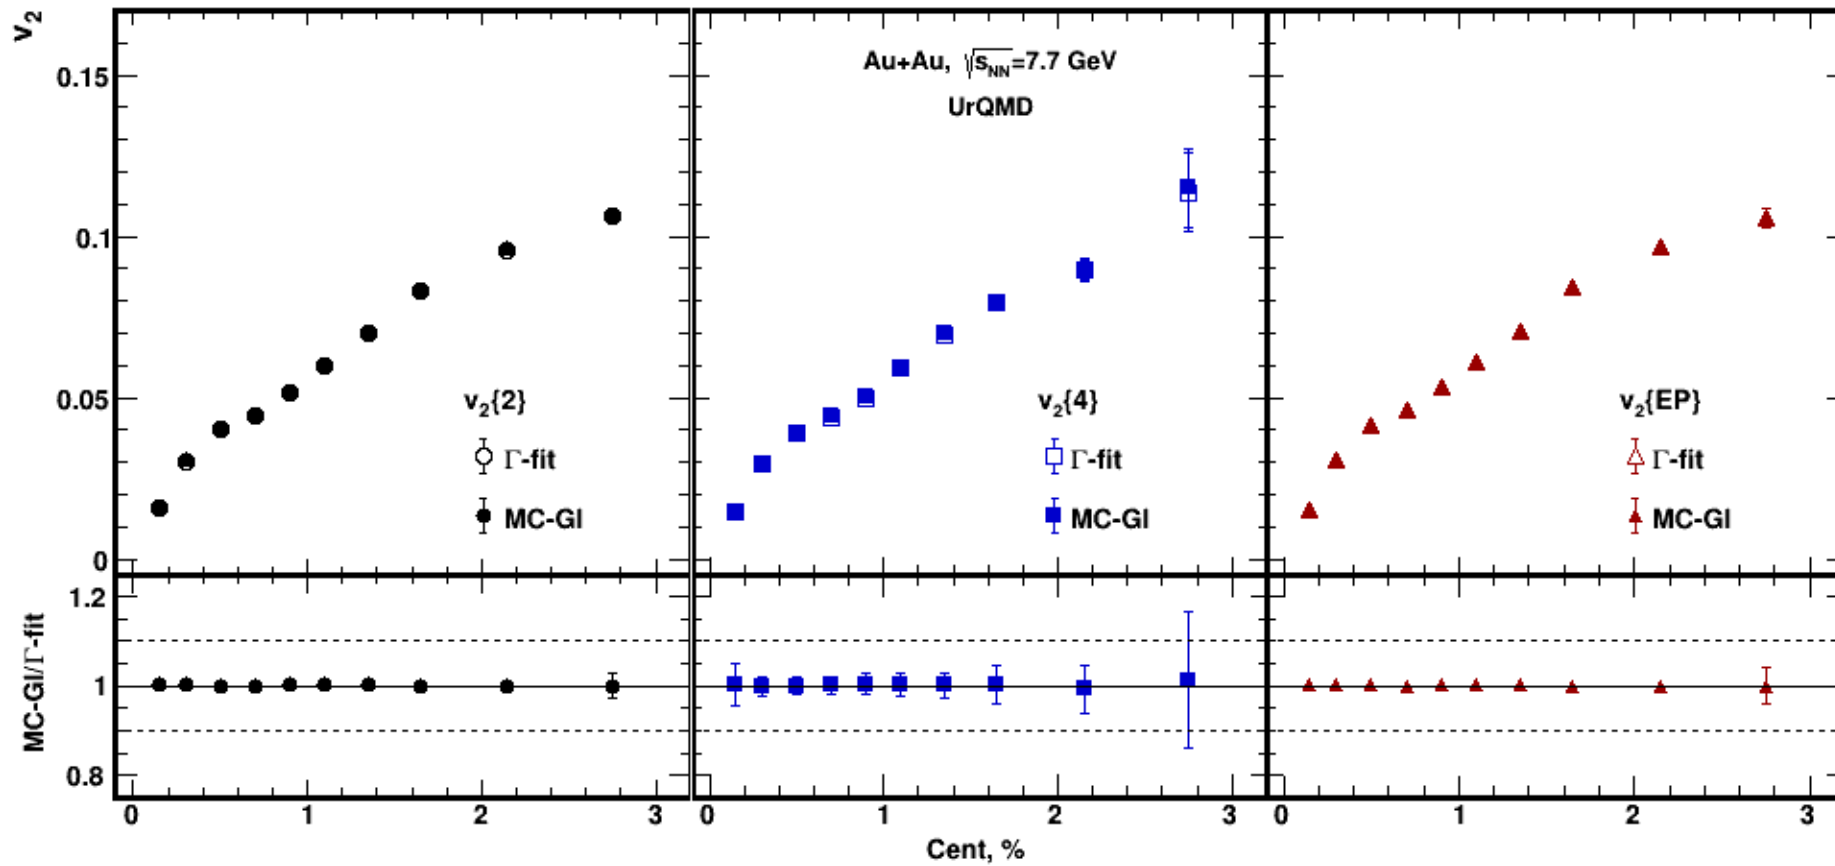 v₂
0.15
0.1
0.05
0
v₂{2}
Γ-fit
MC-Gl
Au+Au, √sNN=7.7 GeV
UrQMD
v₂{4}
Γ-fit
MC-Gl
v₂{EP}
Γ-fit
MC-Gl
MC-Gl/Γ-fit
1.2
1
0.8
0 1 2 3
0 1 2 3
0 1 2 3
Cent, %